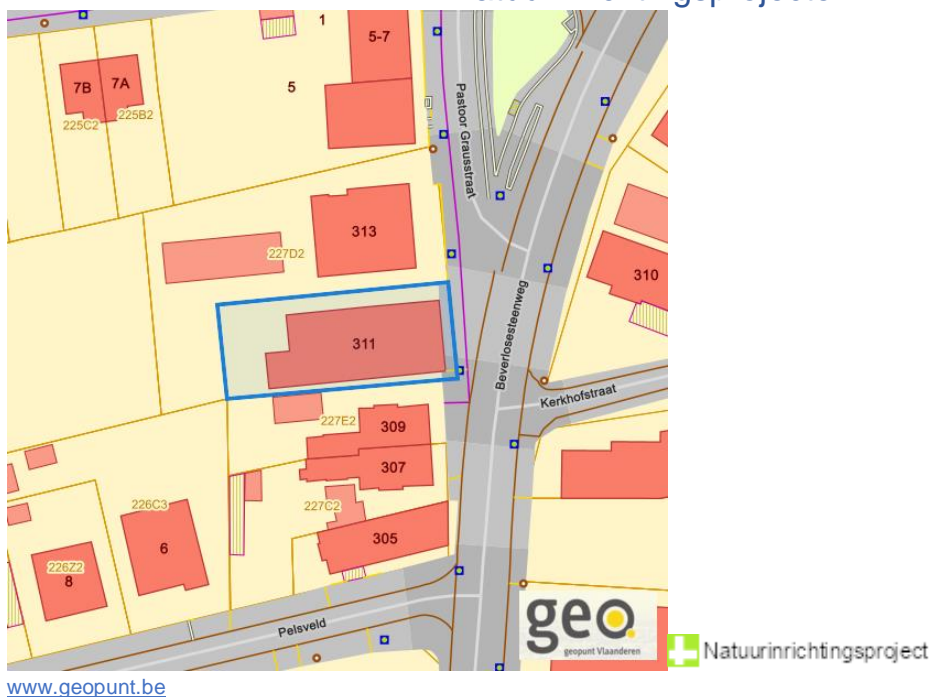 1
5-7
7B
7A
5
225C2
225B2
Pastoor Grausstraat
313
227D2
310
Beverlosesteenweg
311
Kerkhofstraat
227E2
309
307
226C3
227C2
6
305
226Z2
8
Pelsveld
geo.
geopunt Vlaanderen
Natuurinrichtingsproject
www.geopunt.be